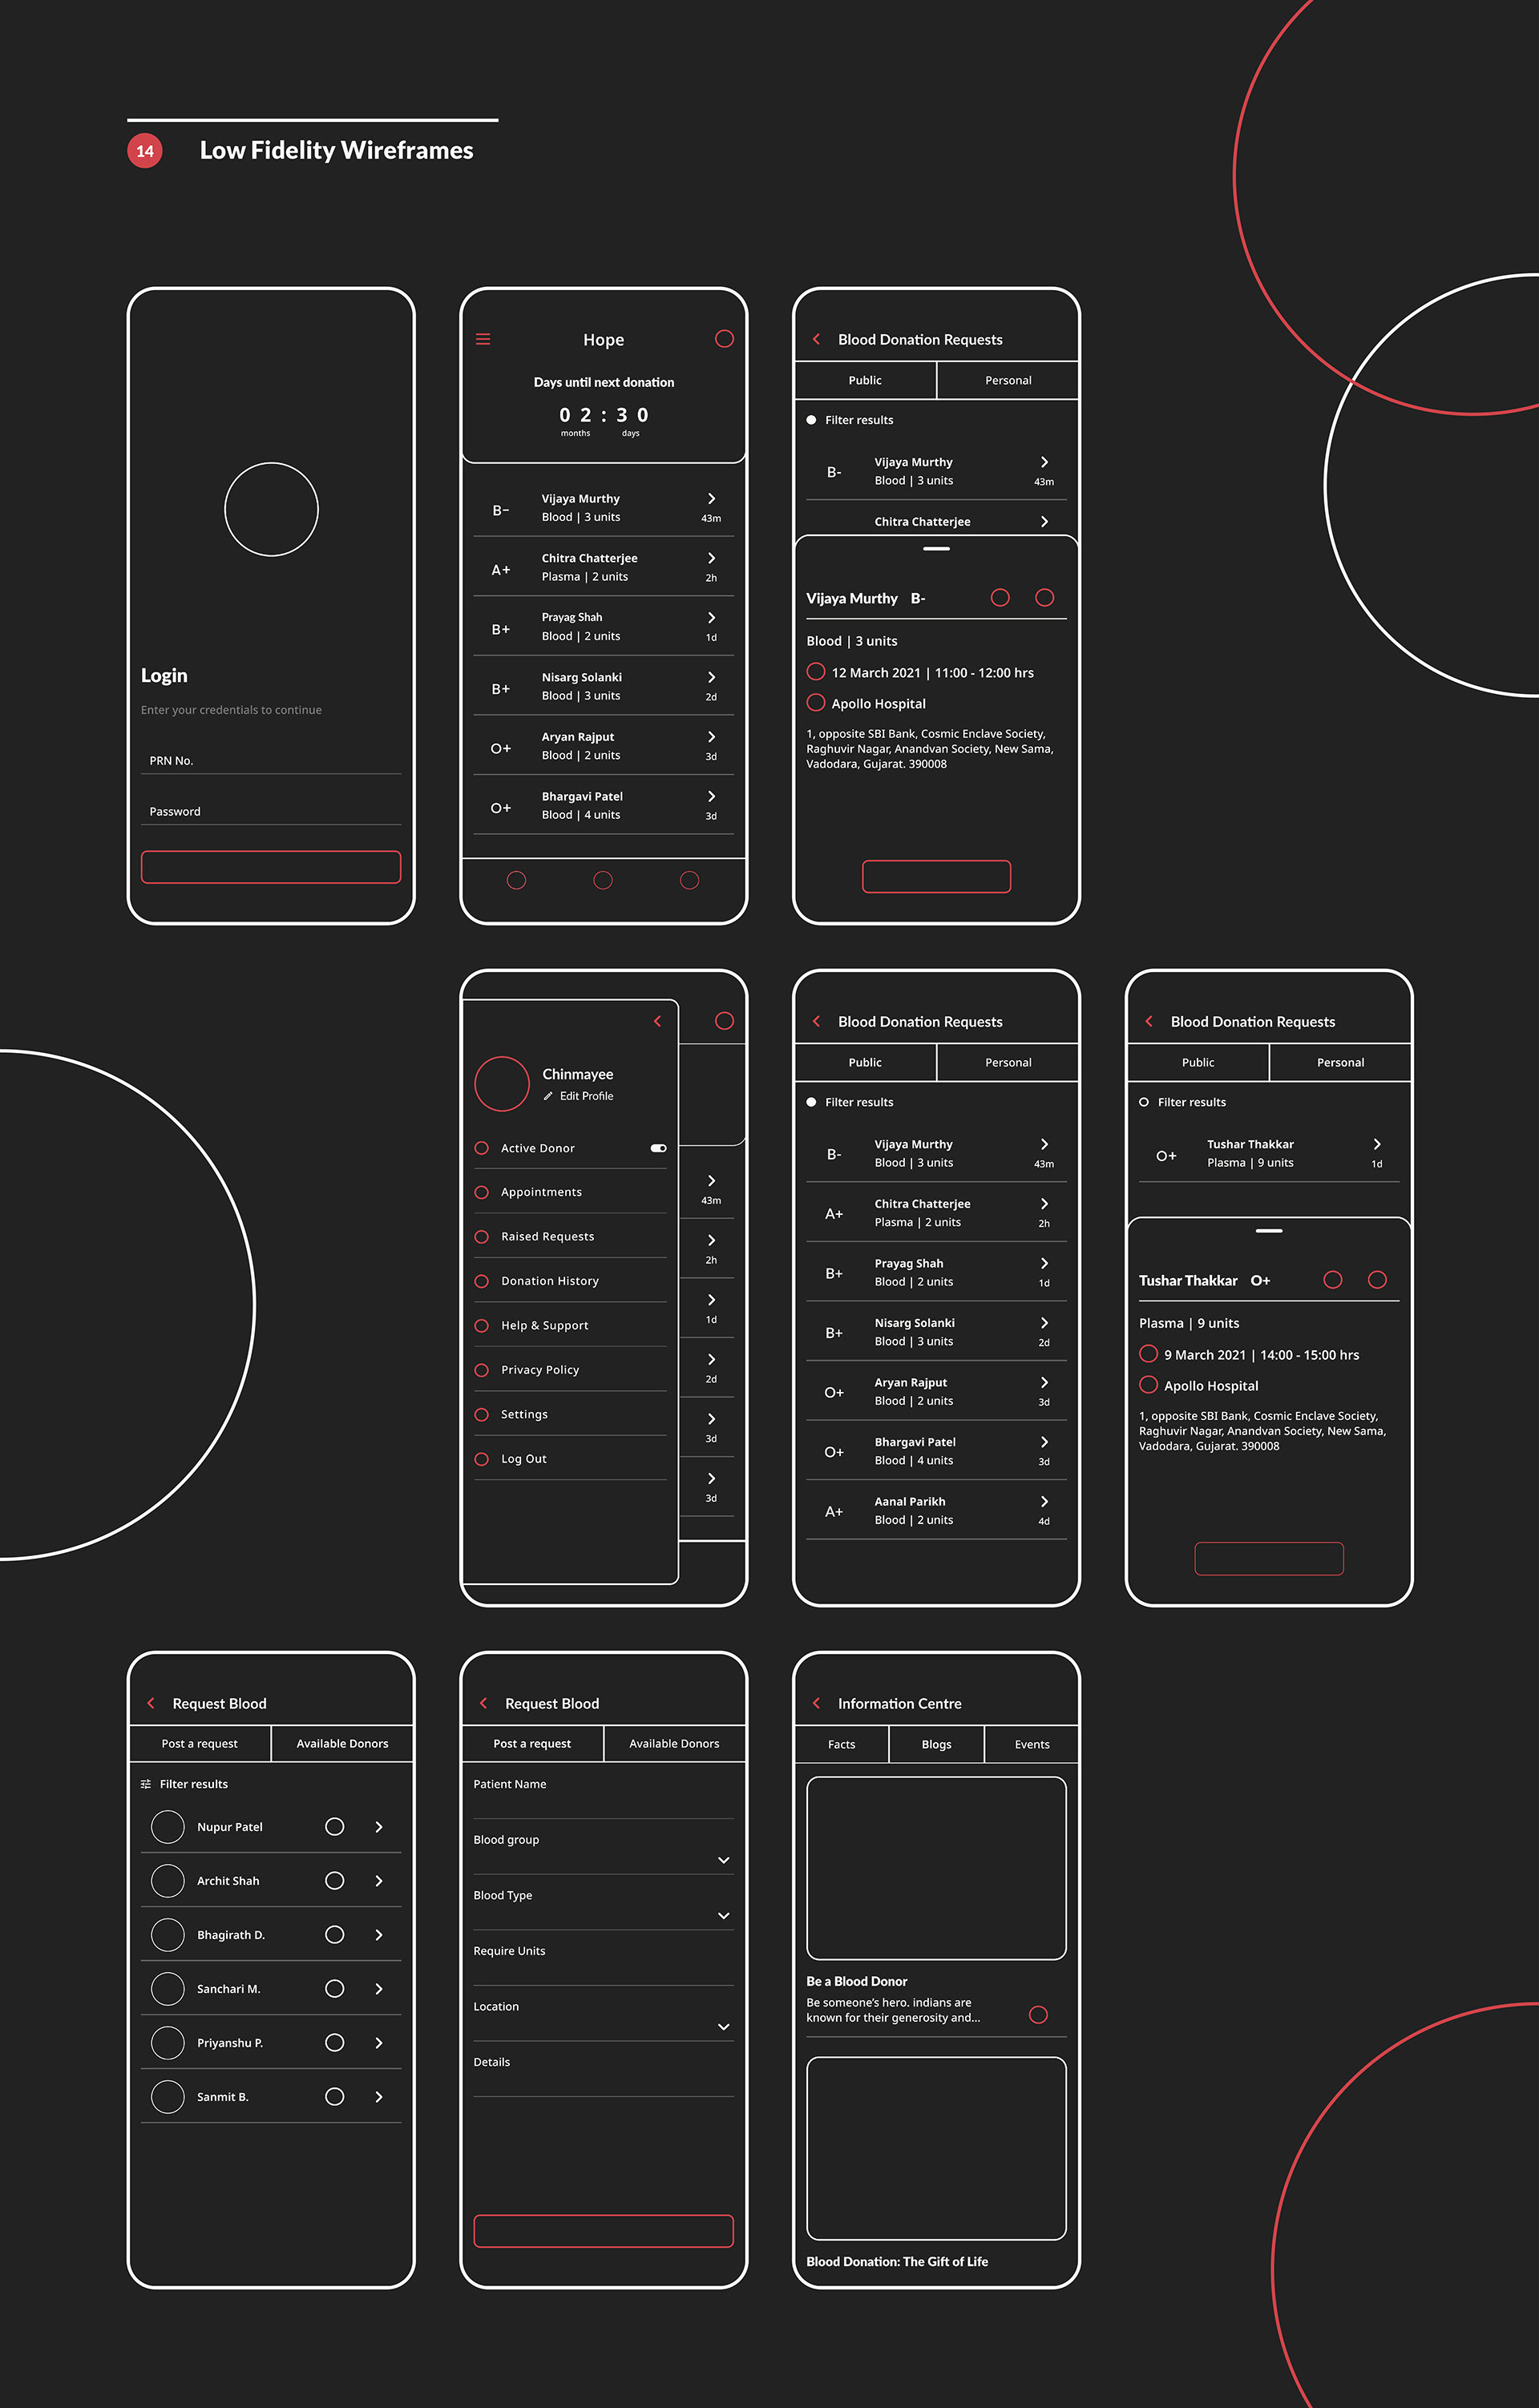 14 Low Fidelity Wireframes
Login
Enter your credentials to continue
PRN No.
Password
Hope
Days until next donation
02:30
months days
B-
Vijaya Murthy
Blood | 3 units
43m
A+
Chitra Chatterjee
Plasma | 2 units
2h
B+
Prayag Shah
Blood | 2 units
1d
B+
Nisarg Solanki
Blood | 3 units
2d
O+
Aryan Rajput
Blood | 2 units
3d
O+
Bhargavi Patel
Blood | 4 units
3d
Blood Donation Requests
Public Personal
Filter results
B-
Vijaya Murthy
Blood | 3 units
43m
Chitra Chatterjee
Vijaya Murthy B-
Blood | 3 units
12 March 2021 | 11:00 - 12:00 hrs
Apollo Hospital
1, opposite SBI Bank, Cosmic Enclave Society,
Raghuvir Nagar, Anandvan Society, New Sama,
Vadodara, Gujarat. 390008
Chinmayee
Edit Profile
Active Donor
Appointments
Raised Requests
Donation History
Help & Support
Privacy Policy
Settings
Log Out
43m
2h
1d
2d
3d
3d
Blood Donation Requests
Public Personal
Filter results
B-
Vijaya Murthy
Blood | 3 units
43m
A+
Chitra Chatterjee
Plasma | 2 units
2h
B+
Prayag Shah
Blood | 2 units
1d
B+
Nisarg Solanki
Blood | 3 units
2d
O+
Aryan Rajput
Blood | 2 units
3d
O+
Bhargavi Patel
Blood | 4 units
3d
A+
Aanal Parikh
Blood | 2 units
4d
Blood Donation Requests
Public Personal
Filter results
O+
Tushar Thakkar
Plasma | 9 units
1d
Tushar Thakkar O+
Plasma | 9 units
9 March 2021 | 14:00 - 15:00 hrs
Apollo Hospital
1, opposite SBI Bank, Cosmic Enclave Society,
Raghuvir Nagar, Anandvan Society, New Sama,
Vadodara, Gujarat. 390008
Request Blood
Post a request Available Donors
Filter results
Nupur Patel
Archit Shah
Bhagirath D.
Sanchari M.
Priyanshu P.
Sanmit B.
Request Blood
Post a request Available Donors
Patient Name
Blood group
Blood Type
Require Units
Location
Details
Information Centre
Facts Blogs Events
Be a Blood Donor
Be someone's hero. indians are
known for their generosity and...
Blood Donation: The Gift of Life